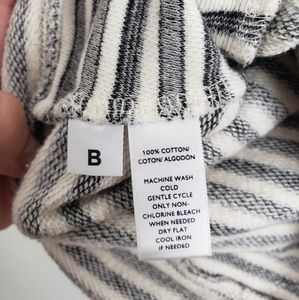 B
100% COTTON/
COTON/ALGODÓN
MACHINE WASH
COLD
GENTLE CYCLE
ONLY NON-
CHLORINE BLEACH
WHEN NEEDED
DRY FLAT
COOL IRON
IF NEEDED